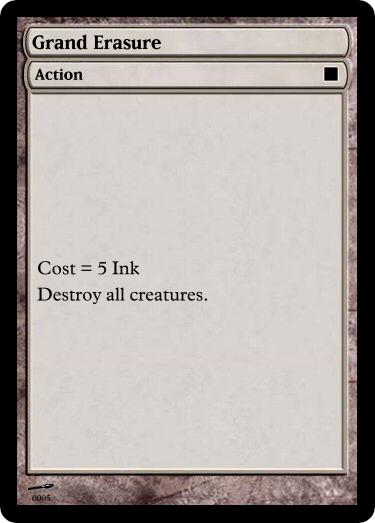 Grand Erasure
Action
Cost = 5 Ink
Destroy all creatures.
0005